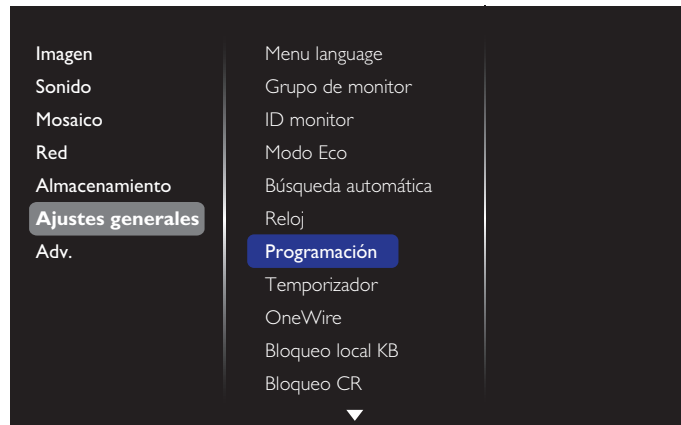 Imagen
Sonido
Mosaico
Red
Almacenamiento
Ajustes generales
Adv.
Menu language
Grupo de monitor
ID monitor
Modo Eco
Búsqueda automática
Reloj
Programación
Temporizador
OneWire
Bloqueo local KB
Bloqueo CR